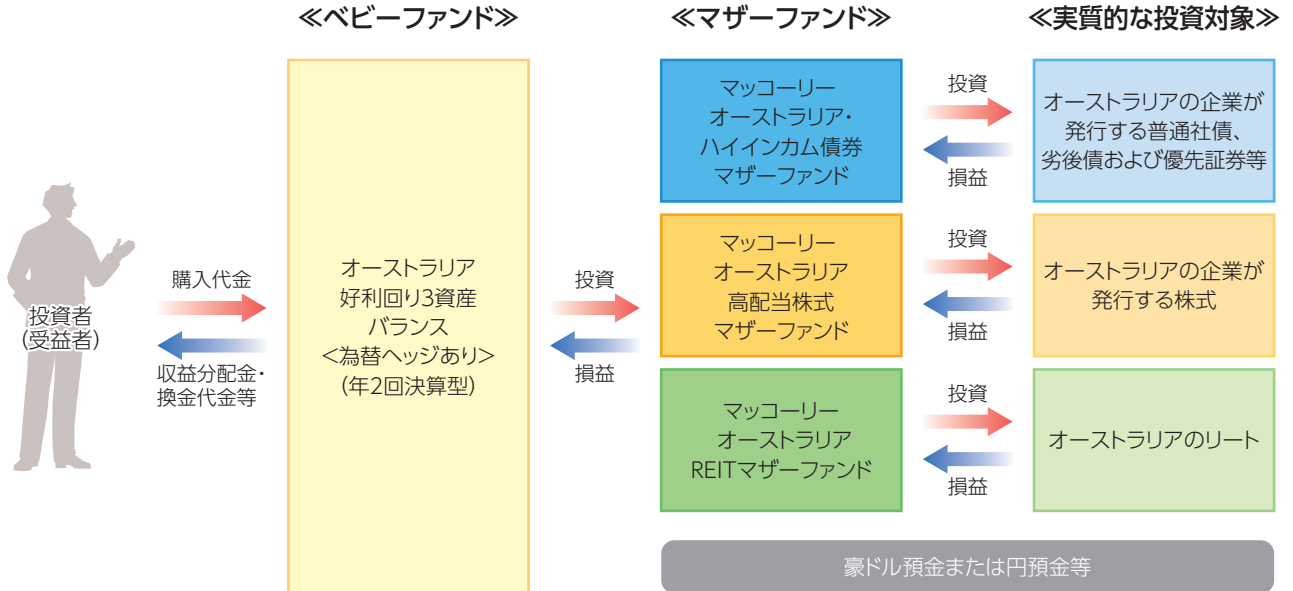 ≪ベビーファンド≫
≪マザーファンド≫
≪実質的な投資対象≫
投資者
(受益者)
購入代金
収益分配金・
換金代金等
オーストラリア
好利回り3資産
バランス
<為替ヘッジあり>
(年2回決算型)
投資
損益
マッコーリー
オーストラリア・
ハイインカム債券
マザーファンド
投資
損益
オーストラリアの企業が
発行する普通社債、
劣後債および優先証券等
マッコーリー
オーストラリア
高配当株式
マザーファンド
投資
損益
オーストラリアの企業が
発行する株式
マッコーリー
オーストラリア
REITマザーファンド
投資
損益
オーストラリアのリート
豪ドル預金または円預金等